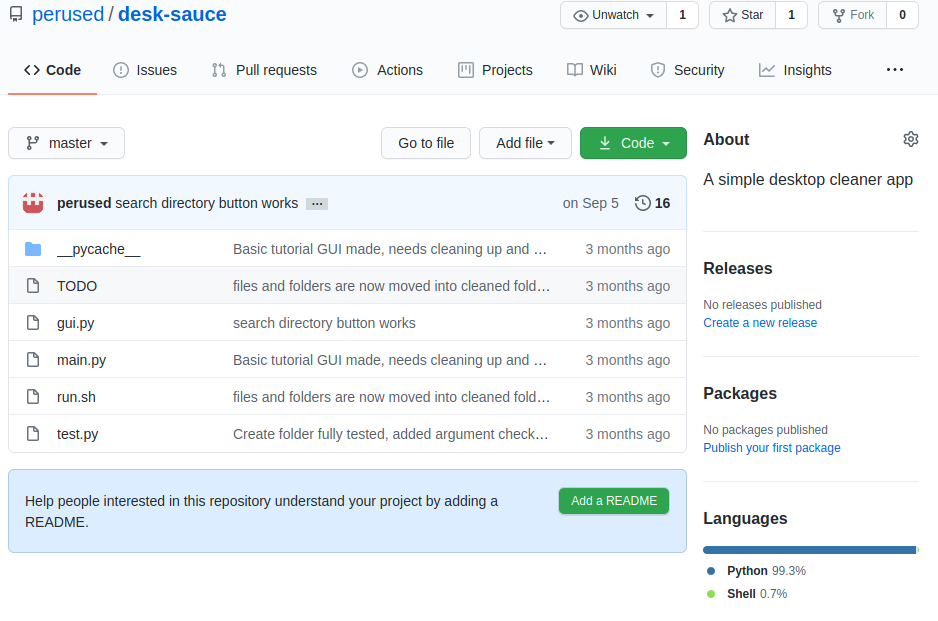 perused / desk-sauce
Unwatch 1 Star 1 Fork 0
Code Issues Pull requests Actions Projects Wiki Security Insights ...
master Go to file Add file Code
perused search directory button works ... on Sep 5 16
__pycache__ Basic tutorial GUI made, needs cleaning up and … 3 months ago
TODO files and folders are now moved into cleaned fold… 3 months ago
gui.py search directory button works 3 months ago
main.py Basic tutorial GUI made, needs cleaning up and … 3 months ago
run.sh files and folders are now moved into cleaned fold… 3 months ago
test.py Create folder fully tested, added argument check… 3 months ago
Help people interested in this repository understand your project by adding a
README.
Add a README
About
A simple desktop cleaner app
Releases
No releases published
Create a new release
Packages
No packages published
Publish your first package
Languages
Python 99.3%
Shell 0.7%